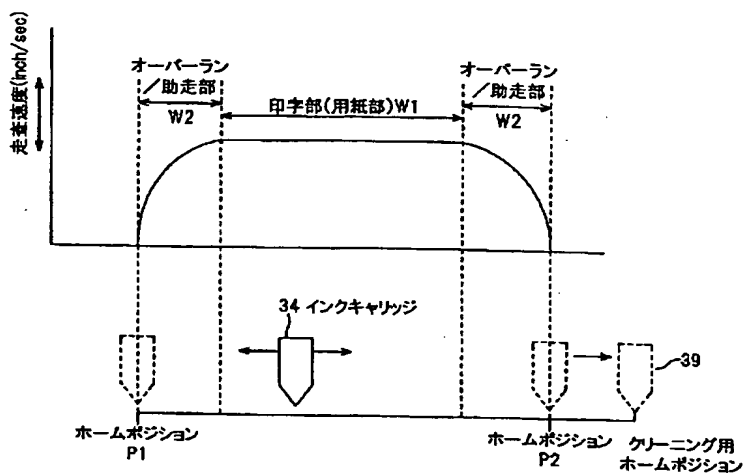 オーバーラン
／助走部
W2
印字部(用紙部)W1
オーバーラン
／助走部
W2
走査速度(inch/sec)
34 インクキャリッジ
39
ホームポジション
P1
ホームポジション
P2
クリーニング用
ホームポジション